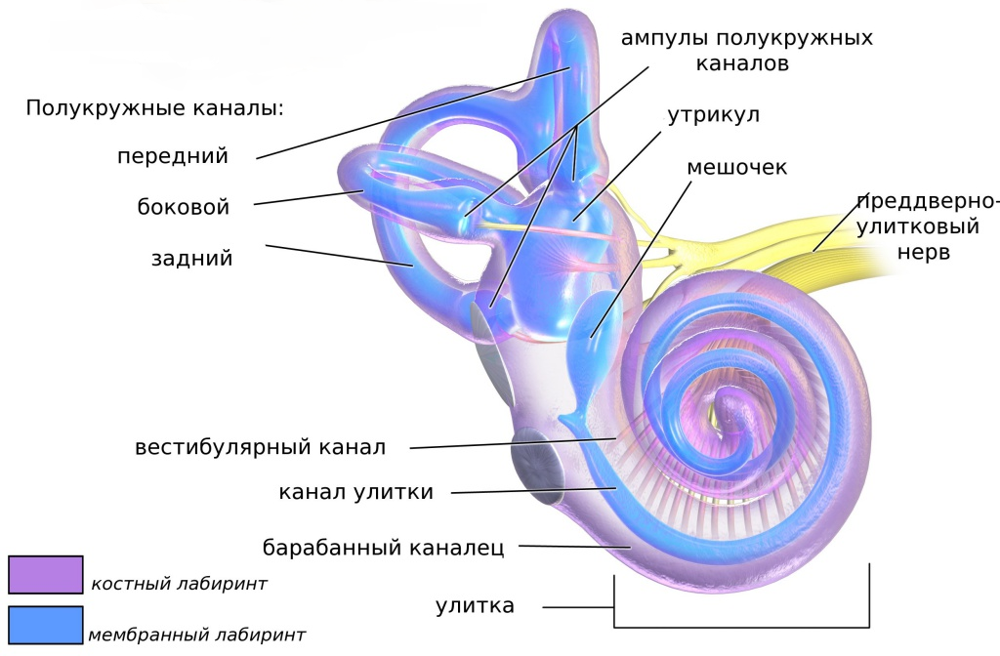 ампулы полукружных
каналов
Полукружные каналы:
утрикул
передний
мешочек
боковой
преддверно-
улитковый
нерв
задний
вестибулярный канал
канал улитки
барабанный каналец
костный лабиринт
улитка
мембранный лабиринт